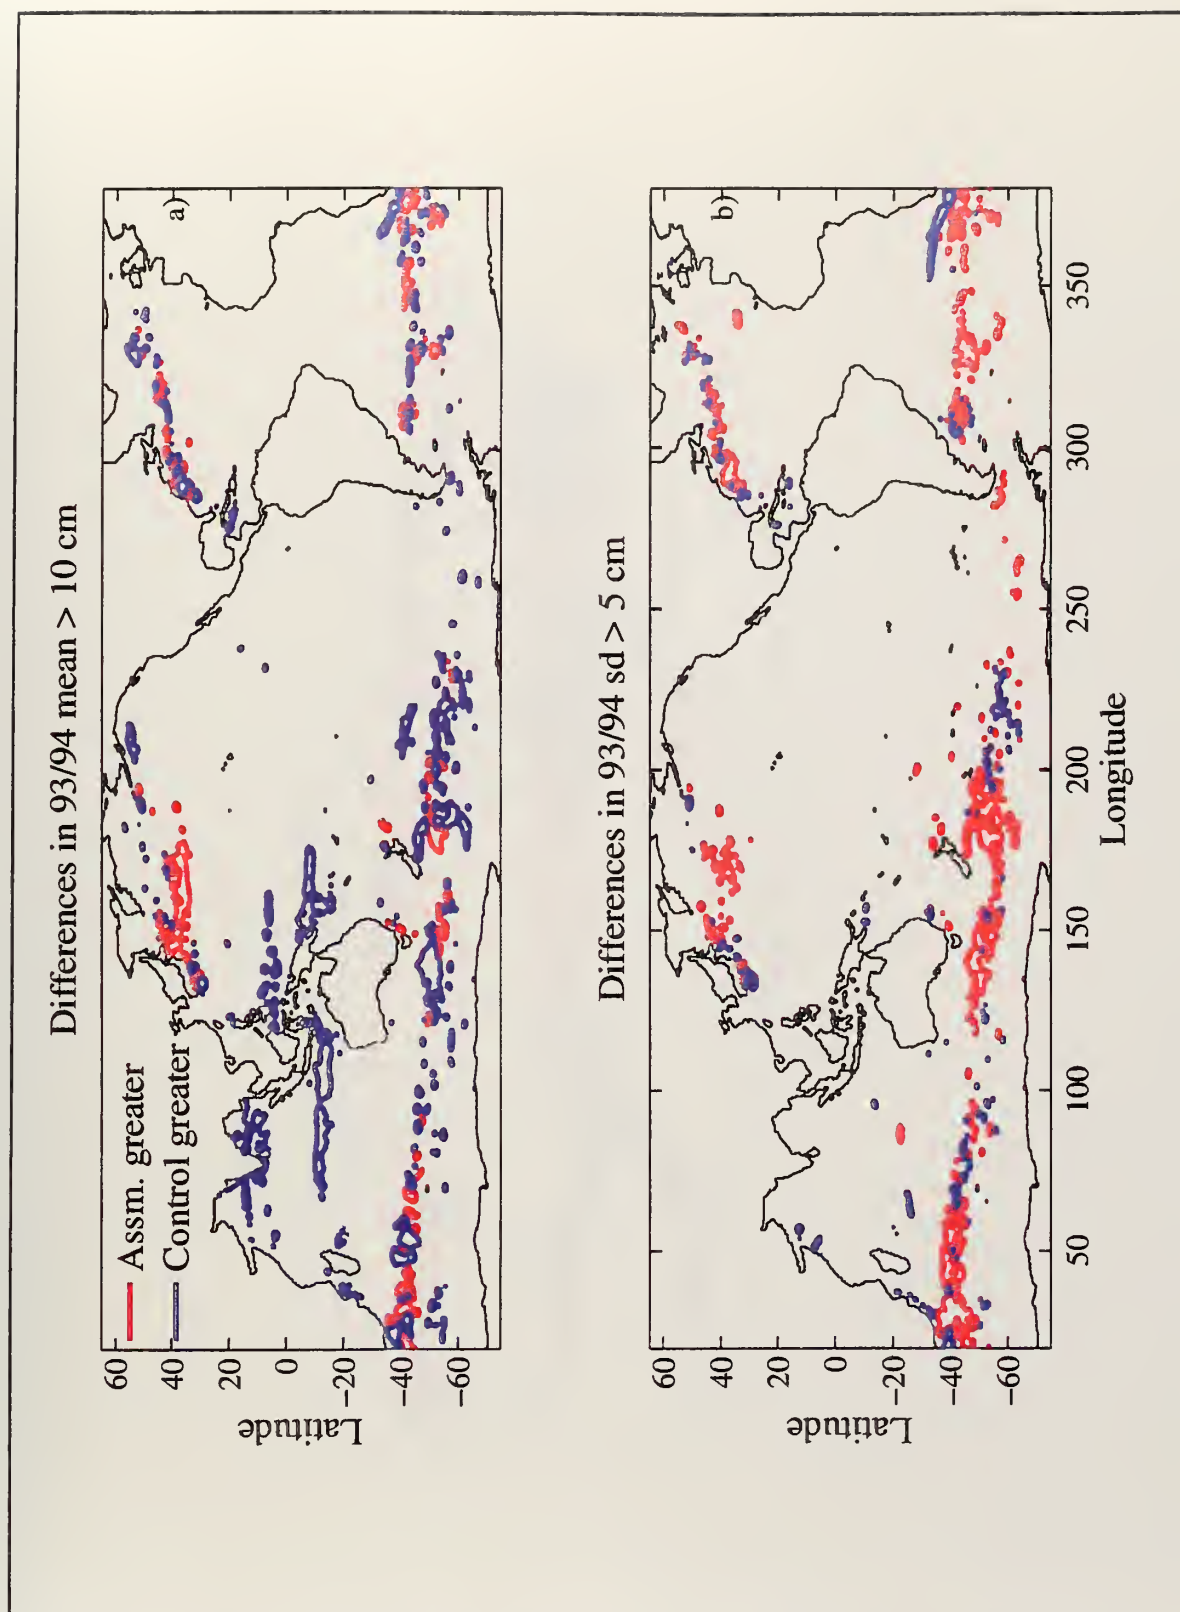 Differences in 93/94 mean > 10 cm
Assm. greater
Control greater
a)
Latitude
60
40
20
0
−20
−40
−60
Differences in 93/94 sd > 5 cm
b)
Latitude
60
40
20
0
−20
−40
−60
50
100
150
200
250
300
350
Longitude